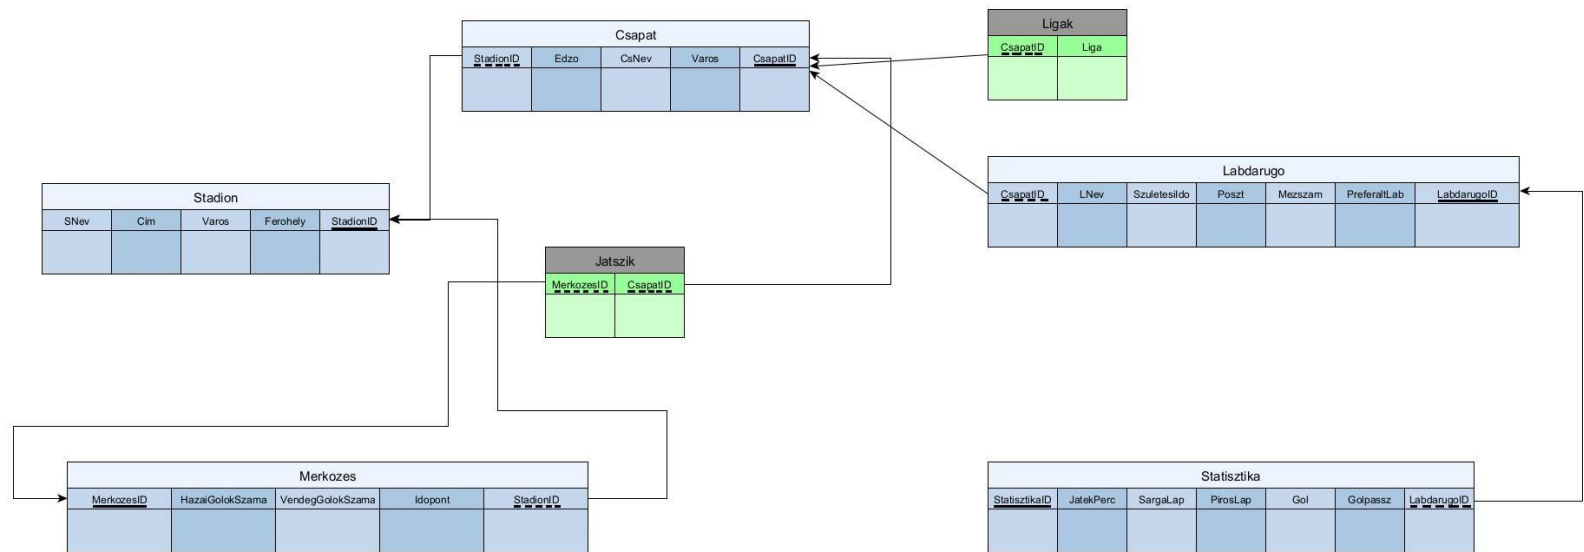 Csapat
StadionID Edzo CsNev Varos CsapatID
Ligak
CsapatID Liga
Stadion
SNev Cim Varos Ferohely StadionID
Labdarugo
CsapatID LNev SzuletesiIdo Poszt Mezszam PreferaltLab LabdarugoID
Jatszik
MerkozesID CsapatID
Merkozes
MerkozesID HazaiGolokSzama VendegGolokSzama Idopont StadionID
Statisztika
StatisztikaID JatekPerc SargaLap PirosLap Gol Golpassz LabdarugoID